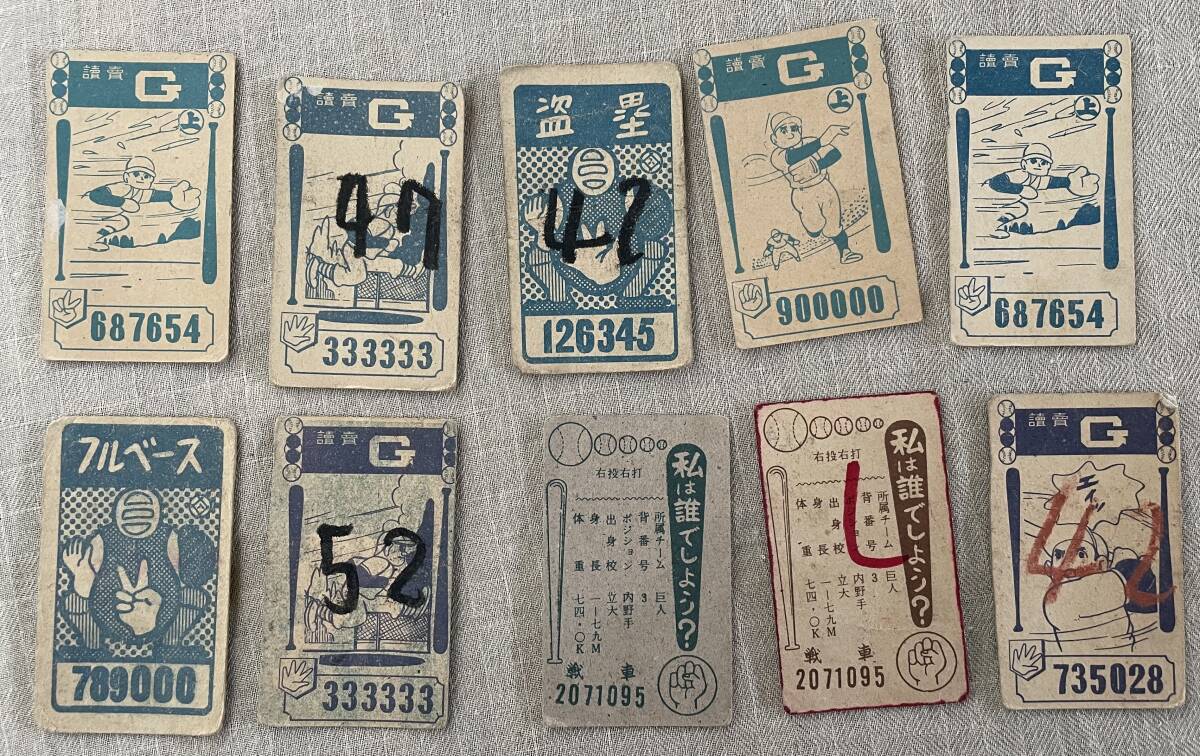 讀賣 G
上
687654
讀賣 G
47
333333
盗塁
回
42
126345
讀賣 G
上
900000
讀賣 G
上
687654
フルベース
回
789000
讀賣 G
52
333333
私は誰でしよう?
右投右打
所属チーム 巨人
背番号 3
ポジション 内野手
出身校 立大
身長 一・七九M
体重 七四・〇K
戦車
2071095
私は誰でしよう?
右投右打
所属チーム 巨人
背番号 3
ポジション 内野手
出身校 立大
身長 一・七九M
体重 七四・〇K
戦車
2071095
讀賣 G
42
735028